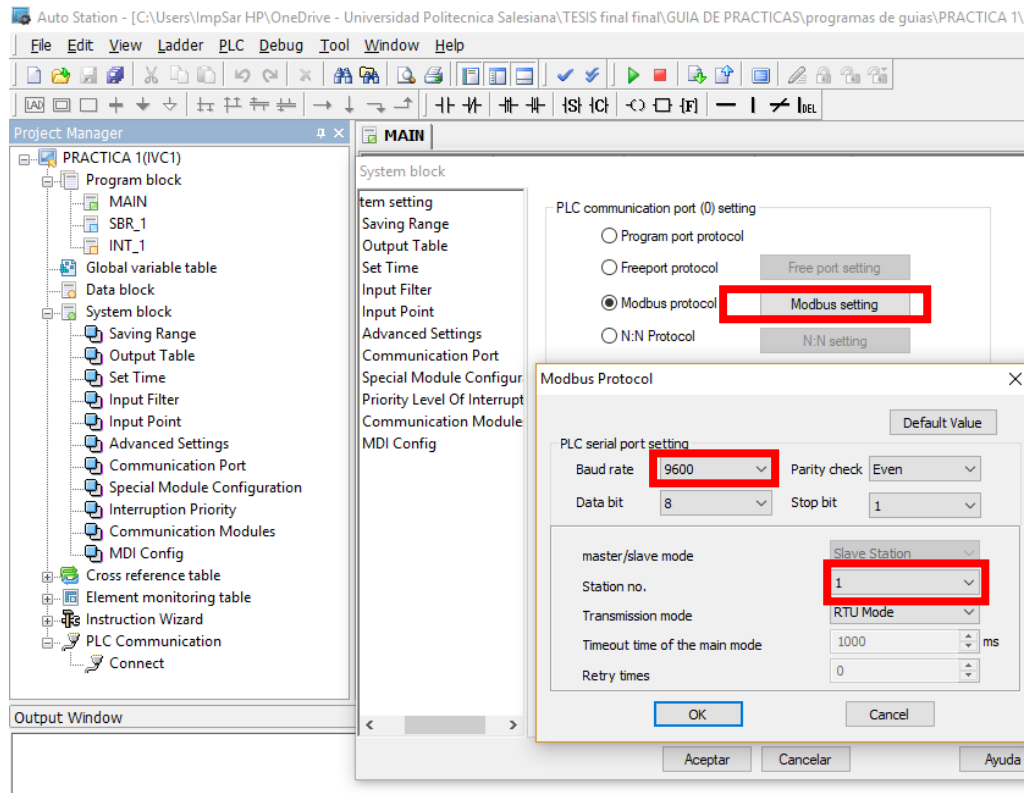 Auto Station - [C:\Users\ImpSar HP\OneDrive - Universidad Politecnica Salesiana\TESIS final final\GUIA DE PRACTICAS\programas de guias\PRACTICA 1\
File Edit View Ladder PLC Debug Tool Window Help
LAD
{S} {C} {F} DEL
Project Manager
PRACTICA 1(IVC1)
Program block
MAIN
SBR_1
INT_1
Global variable table
Data block
System block
Saving Range
Output Table
Set Time
Input Filter
Input Point
Advanced Settings
Communication Port
Special Module Configuration
Interruption Priority
Communication Modules
MDI Config
Cross reference table
Element monitoring table
Instruction Wizard
PLC Communication
Connect
Output Window
MAIN
System block
tem setting
Saving Range
Output Table
Set Time
Input Filter
Input Point
Advanced Settings
Communication Port
Special Module Configur
Priority Level Of Interrupt
Communication Module
MDI Config
PLC communication port (0) setting
Program port protocol
Freeport protocol Free port setting
Modbus protocol Modbus setting
N:N Protocol N:N setting
Modbus Protocol
Default Value
PLC serial port setting
Baud rate 9600 Parity check Even
Data bit 8 Stop bit 1
master/slave mode Slave Station
Station no. 1
Transmission mode RTU Mode
Timeout time of the main mode 1000 ms
Retry times 0
OK Cancel
Aceptar Cancelar Ayuda